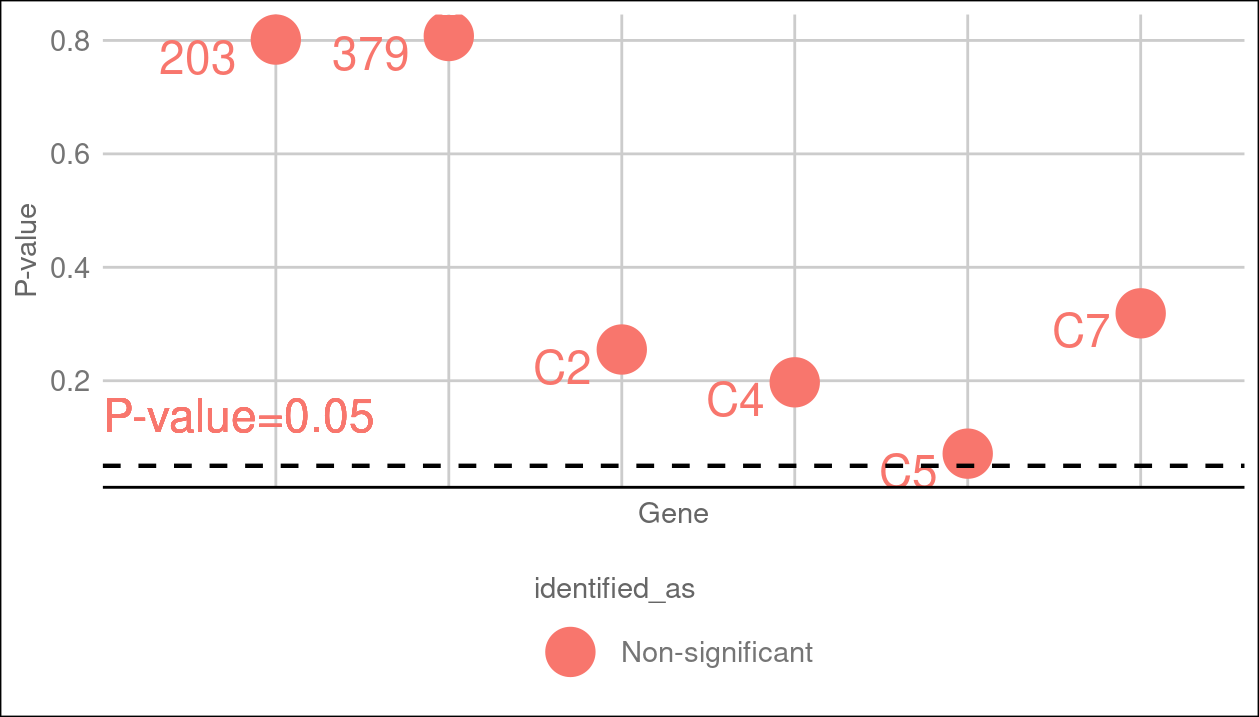 0.8
203
379
0.6
P-value
0.4
C7
C2
0.2
C4
P-value=0.05
C5
Gene
identified_as
Non-significant